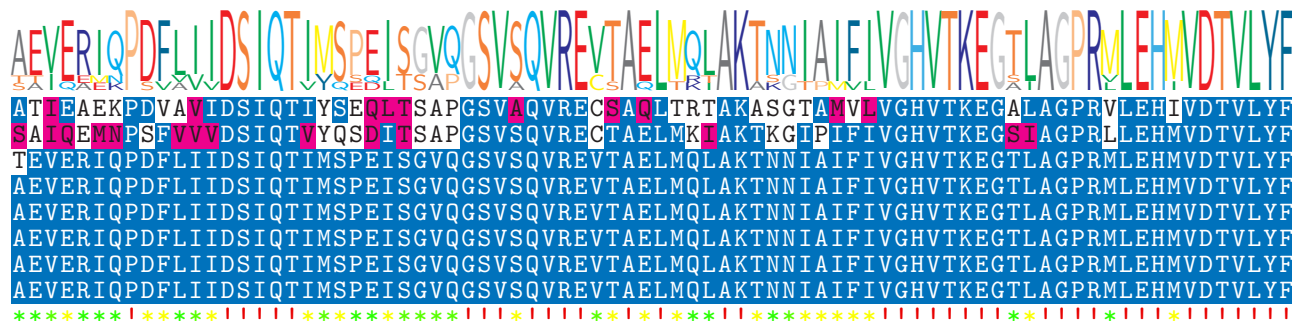 AEVERIQPDFLIIDSIQTIMSPEISGVQGSVSQVREVTAELMQLAKTNNIAIFIVGHVTKEGTLAGPRMLEHMVDTVLYF
ATIEAEKPDVAVIDSIQTIYSEQLTSAPGSVAQVRECSAQLTRTAKASGTAMVLVGHVTKEGALAGPRVLEHIVDTVLYF
SAIQEMNPSFVVVDSIQTVYQSDITSAPGSVSQVRECTAELMKIAKTKGIPIFIVGHVTKEGSIAGPRLLEHMVDTVLYF
TEVERIQPDFLIIDSIQTIMSPEISGVQGSVSQVREVTAELMQLAKTNNIAIFIVGHVTKEGTLAGPRMLEHMVDTVLYF
AEVERIQPDFLIIDSIQTIMSPEISGVQGSVSQVREVTAELMQLAKTNNIAIFIVGHVTKEGTLAGPRMLEHMVDTVLYF
AEVERIQPDFLIIDSIQTIMSPEISGVQGSVSQVREVTAELMQLAKTNNIAIFIVGHVTKEGTLAGPRMLEHMVDTVLYF
AEVERIQPDFLIIDSIQTIMSPEISGVQGSVSQVREVTAELMQLAKTNNIAIFIVGHVTKEGTLAGPRMLEHMVDTVLYF
AEVERIQPDFLIIDSIQTIMSPEISGVQGSVSQVREVTAELMQLAKTNNIAIFIVGHVTKEGTLAGPRMLEHMVDTVLYF
AEVERIQPDFLIIDSIQTIMSPEISGVQGSVSQVREVTAELMQLAKTNNIAIFIVGHVTKEGTLAGPRMLEHMVDTVLYF
*******!*****!!!!!**********!!!*!!!!**!*!***!!********!!!!!!!!**!!!!*!!!*!!!!!!!